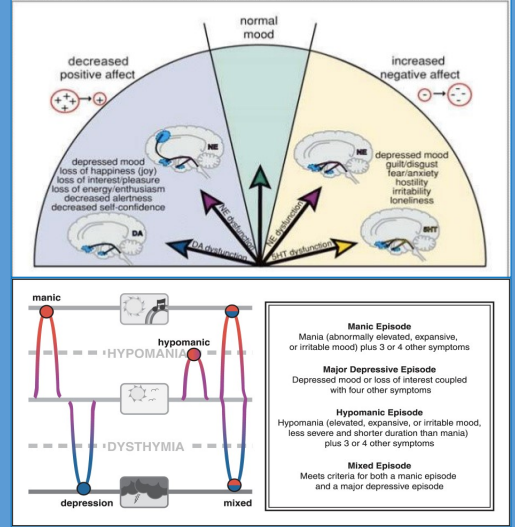 normal
mood
decreased
positive affect
increased
negative affect
+ + + + +
- - - -
NE
NE
depressed mood
loss of happiness (joy)
loss of interest/pleasure
loss of energy/enthusiasm
decreased alertness
decreased self-confidence
depressed mood
guilt/disgust
fear/anxiety
hostility
irritability
loneliness
DA
5HT
NE dysfunction
DA dysfunction
NE dysfunction
5HT dysfunction
manic
hypomanic
HYPOMANIA
DYSTHYMIA
depression
mixed
Manic Episode
Mania (abnormally elevated, expansive,
or irritable mood) plus 3 or 4 other symptoms
Major Depressive Episode
Depressed mood or loss of interest coupled
with four other symptoms
Hypomanic Episode
Hypomania (elevated, expansive, or irritable mood,
less severe and shorter duration than mania)
plus 3 or 4 other symptoms
Mixed Episode
Meets criteria for both a manic episode
and a major depressive episode